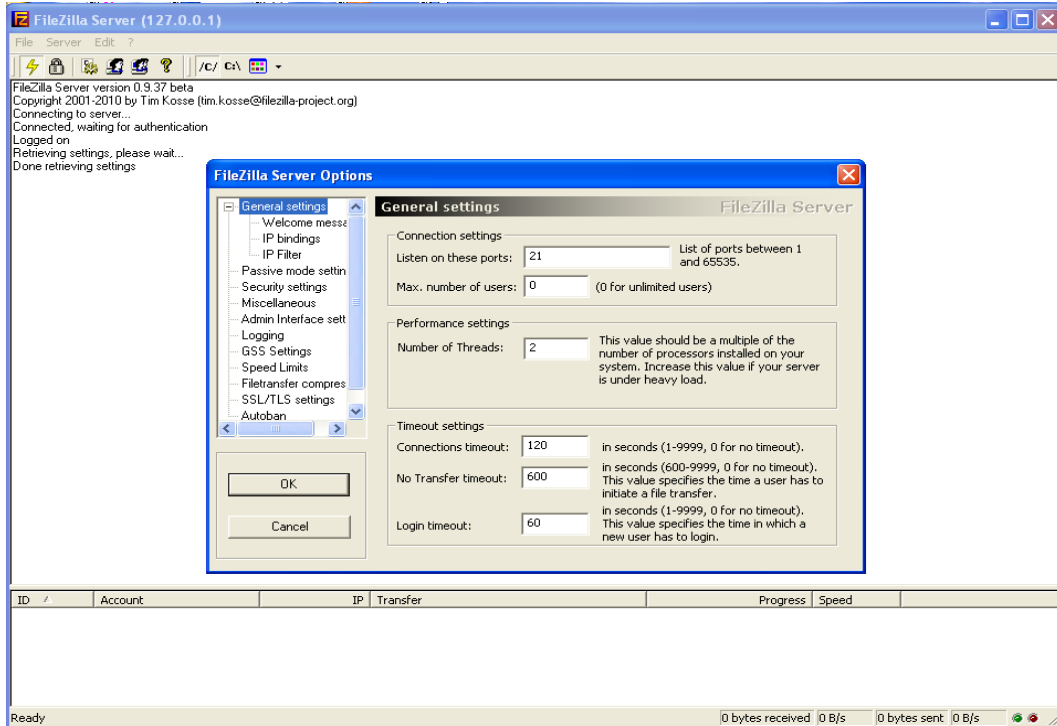 FileZilla Server (127.0.0.1)
File Server Edit ?
/C/ C:\
FileZilla Server version 0.9.37 beta
Copyright 2001-2010 by Tim Kosse (tim.kosse@filezilla-project.org)
Connecting to server...
Connected, waiting for authentication
Logged on
Retrieving settings, please wait...
Done retrieving settings
FileZilla Server Options
General settings
Welcome messa
IP bindings
IP Filter
Passive mode settin
Security settings
Miscellaneous
Admin Interface sett
Logging
GSS Settings
Speed Limits
Filetransfer compres
SSL/TLS settings
Autoban
OK
Cancel
General settings
FileZilla Server
Connection settings
Listen on these ports: 21
List of ports between 1
and 65535.
Max. number of users: 0 (0 for unlimited users)
Performance settings
Number of Threads: 2
This value should be a multiple of the
number of processors installed on your
system. Increase this value if your server
is under heavy load.
Timeout settings
Connections timeout: 120 in seconds (1-9999, 0 for no timeout).
No Transfer timeout: 600
in seconds (600-9999, 0 for no timeout).
This value specifies the time a user has to
initiate a file transfer.
Login timeout: 60
in seconds (1-9999, 0 for no timeout).
This value specifies the time in which a
new user has to login.
ID / Account IP Transfer Progress Speed
Ready 0 bytes received 0 B/s 0 bytes sent 0 B/s